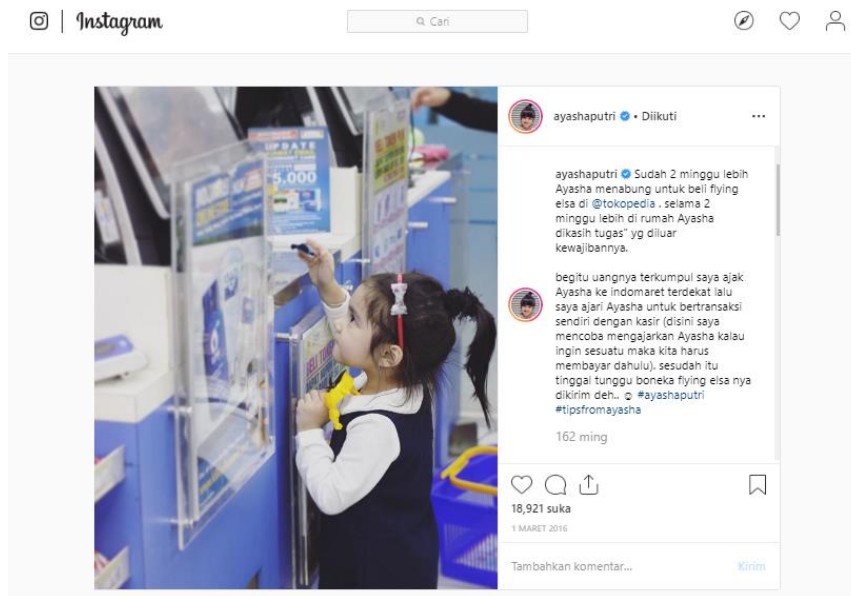 Instagram
Cari
ayashaputri • Diikuti
ayashaputri Sudah 2 minggu lebih
Ayasha menabung untuk beli flying
elsa di @tokopedia . selama 2
minggu lebih di rumah Ayasha
dikasih tugas" yg diluar
kewajibannya.
begitu uangnya terkumpul saya ajak
Ayasha ke indomaret terdekat lalu
saya ajari Ayasha untuk bertransaksi
sendiri dengan kasir (disini saya
mencoba mengajarkan Ayasha kalau
ingin sesuatu maka kita harus
membayar dahulu). sesudah itu
tinggal tunggu boneka flying elsa nya
dikirim deh.. ☺ #ayashaputri
#tipsfromayasha
162 ming
18,921 suka
1 MARET 2016
Tambahkan komentar...
Kirim
UPDATE
5,000